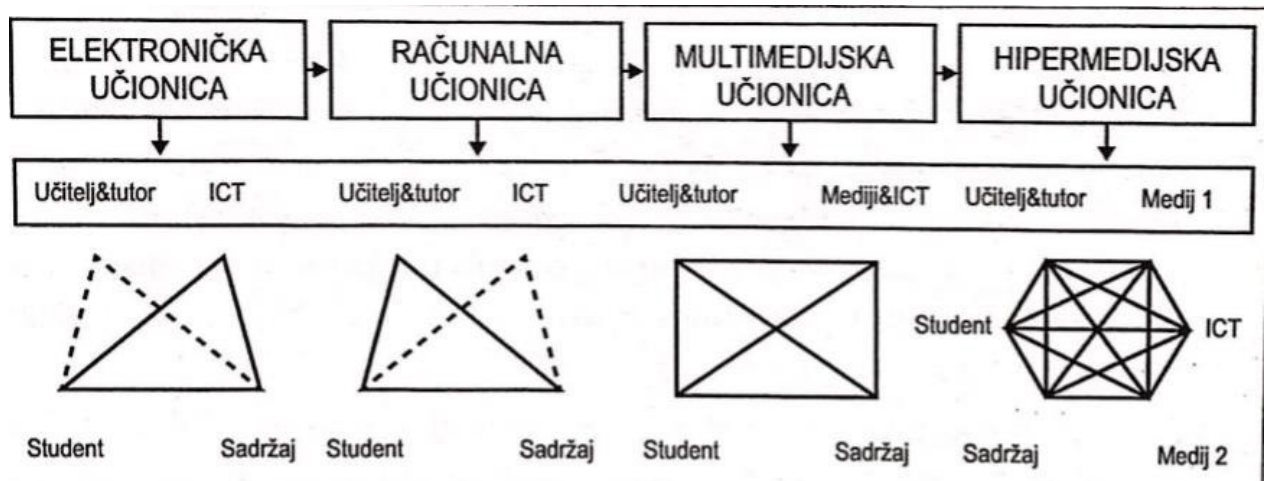 ELEKTRONIČKA
UČIONICA
RAČUNALNA
UČIONICA
MULTIMEDIJSKA
UČIONICA
HIPERMEDIJSKA
UČIONICA
Učitelj&tutor ICT Učitelj&tutor ICT Učitelj&tutor Mediji&ICT Učitelj&tutor Medij 1
Student ICT
Student Sadržaj Student Sadržaj Student Sadržaj Sadržaj Medij 2